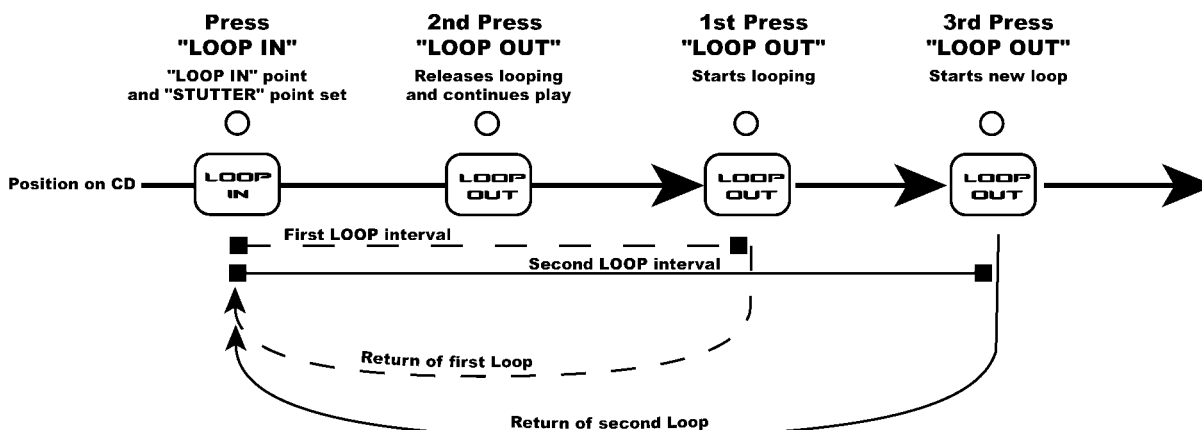 Press
"LOOP IN"
"LOOP IN" point
and "STUTTER" point set
2nd Press
"LOOP OUT"
Releases looping
and continues play
1st Press
"LOOP OUT"
Starts looping
3rd Press
"LOOP OUT"
Starts new loop
Position on CD
LOOP
IN
LOOP
OUT
LOOP
OUT
LOOP
OUT
First LOOP interval
Second LOOP interval
Return of first Loop
Return of second Loop